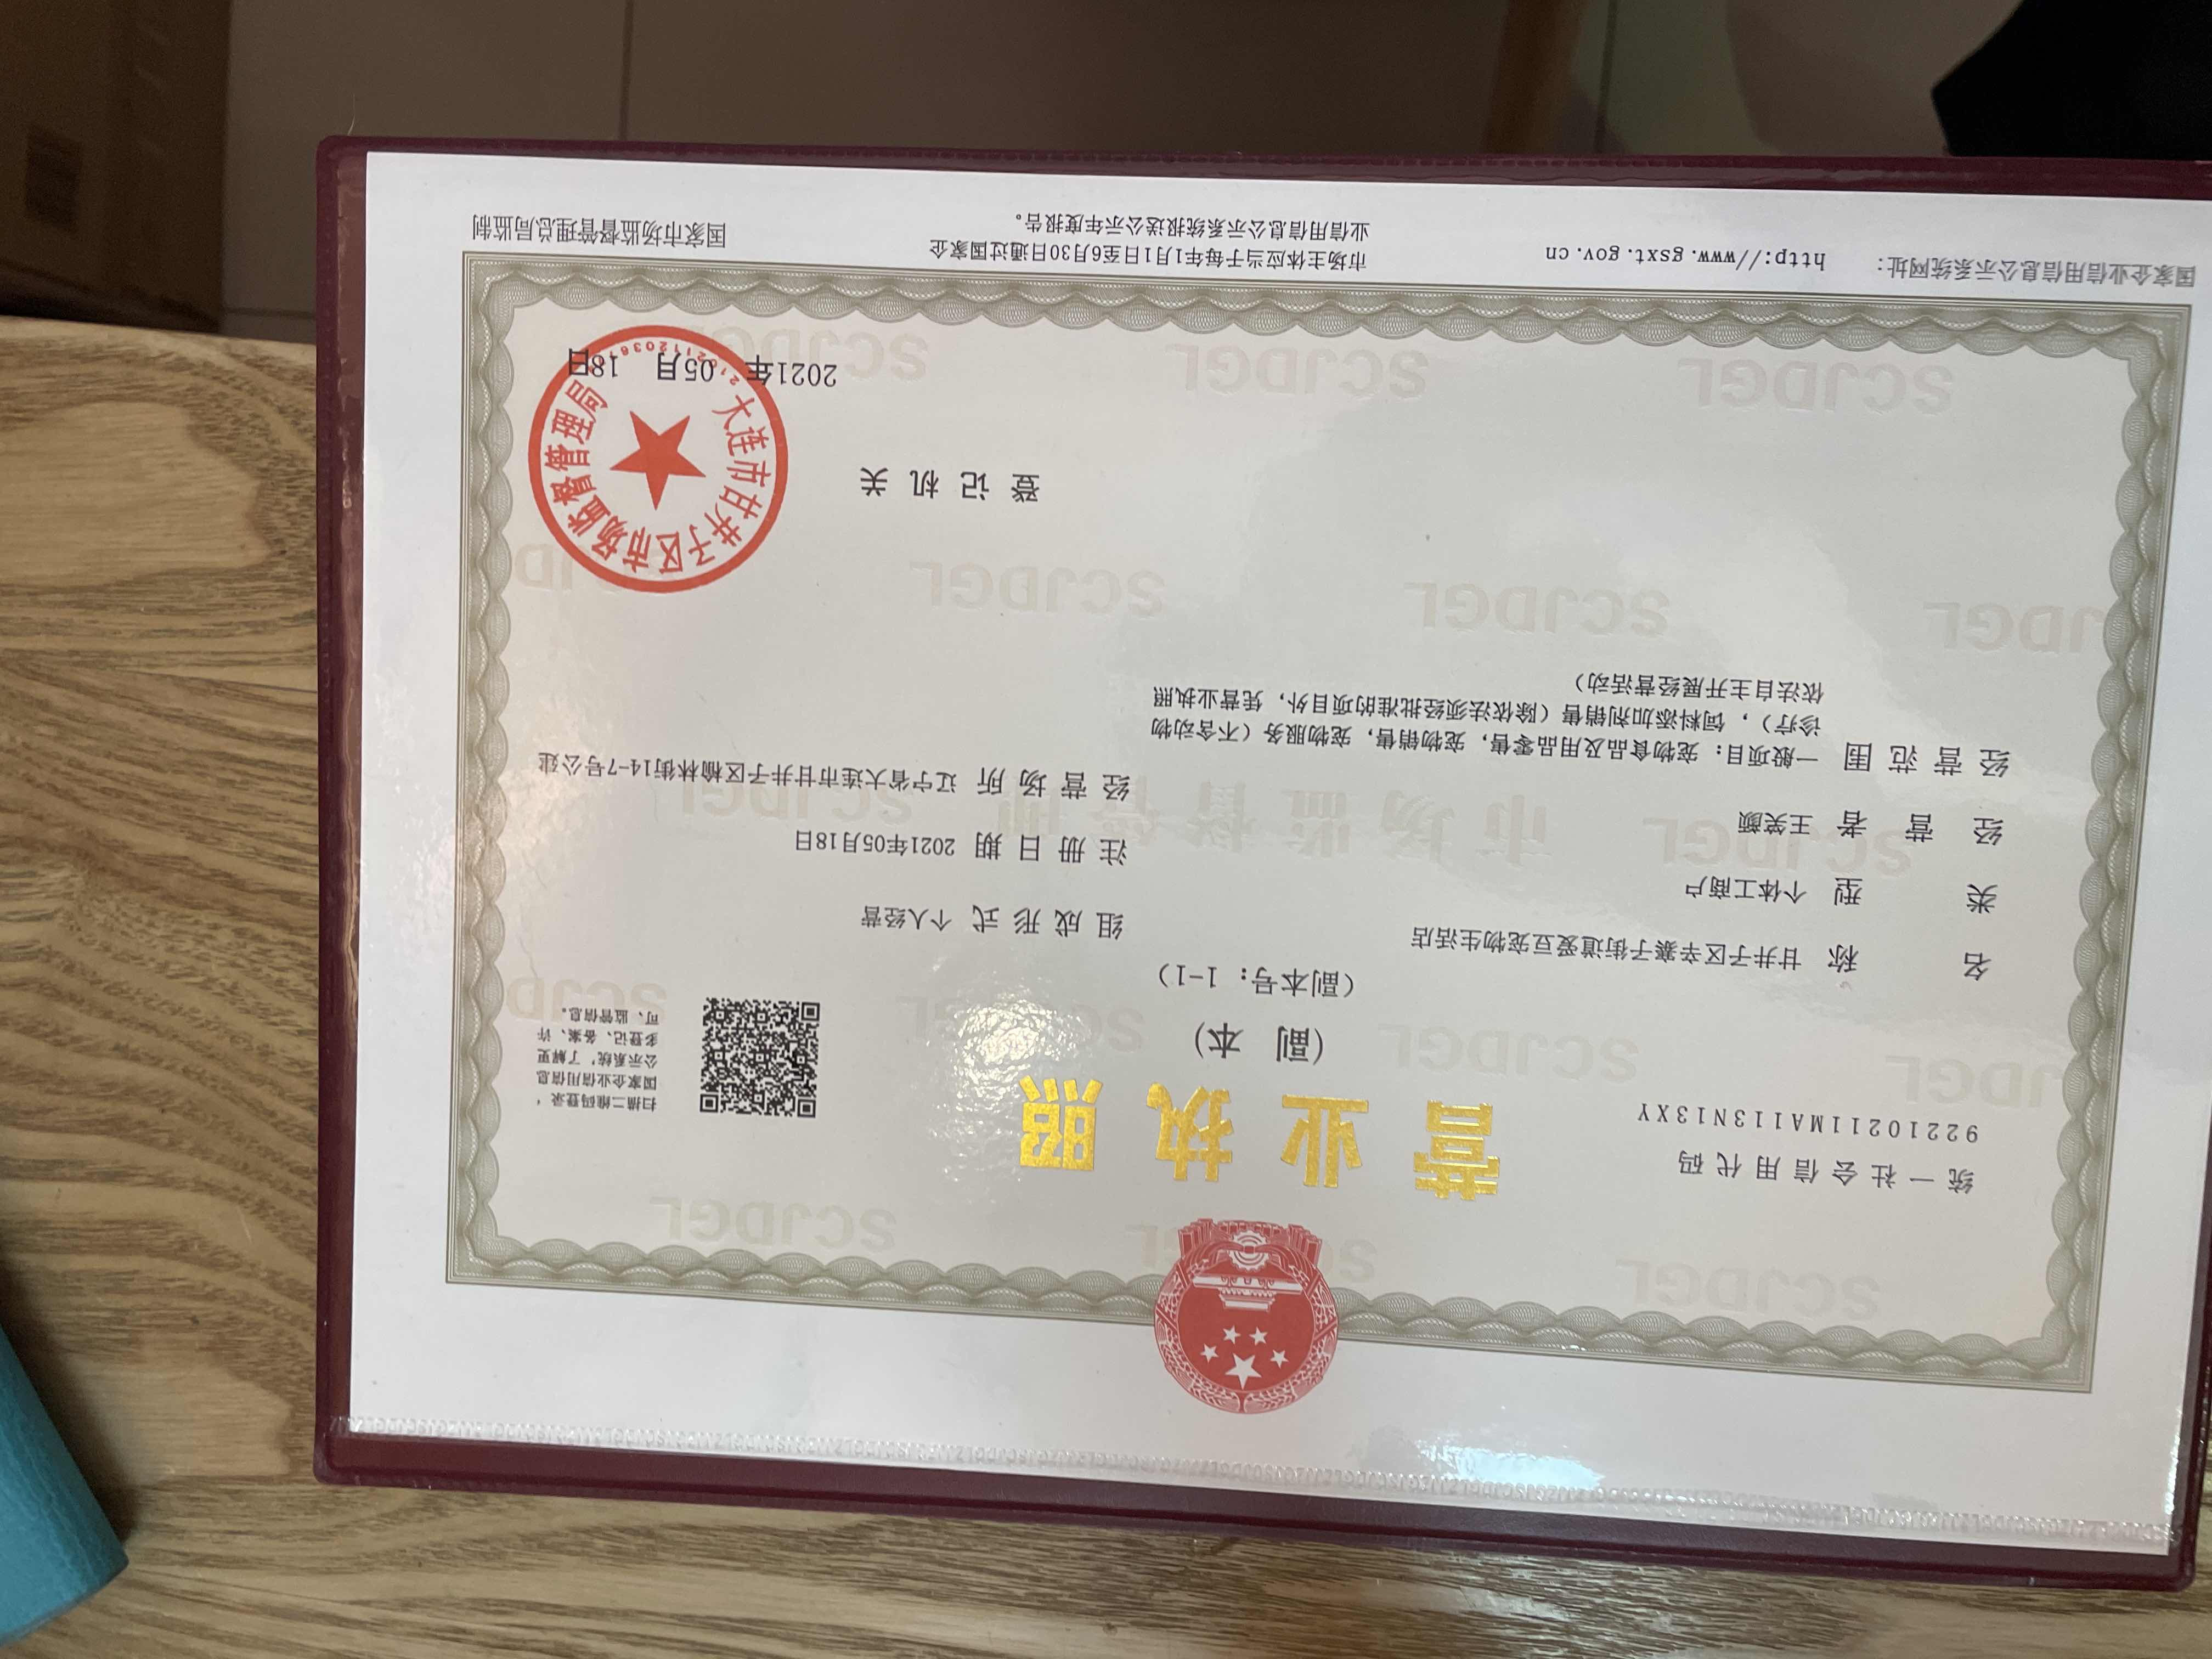 统一社会信用代码
92210211MA113N13XY
营业执照
(副 本)
(副本号: 1-1)
扫描二维码登录'
国家企业信用信息
公示系统'了解更
多登记、备案、许
可、监管信息。
名 称 甘井子区辛寨子街道爱豆宠物生活店
类 型 个体工商户
经 营 者 王笑颜
经 营 范 围 一般项目: 宠物食品及用品零售, 宠物销售, 宠物服务 (不含动物
诊疗) , 饲料添加剂销售 (除依法须经批准的项目外, 凭营业执照
依法自主开展经营活动)
组 成 形 式 个人经营
注 册 日 期 2021年05月18日
经 营 场 所 辽宁省大连市甘井子区榆林街14-7号公建
登 记 机 关
大连市甘井子区市场监督管理局
2021年 05月 18日
国家企业信用信息公示系统网址: http://www.gsxt.gov.cn
市场主体应当于每年1月1日至6月30日通过国家企
业信用信息公示系统报送公示年度报告。
国家市场监督管理总局监制
SCJDGL
市场监督管理